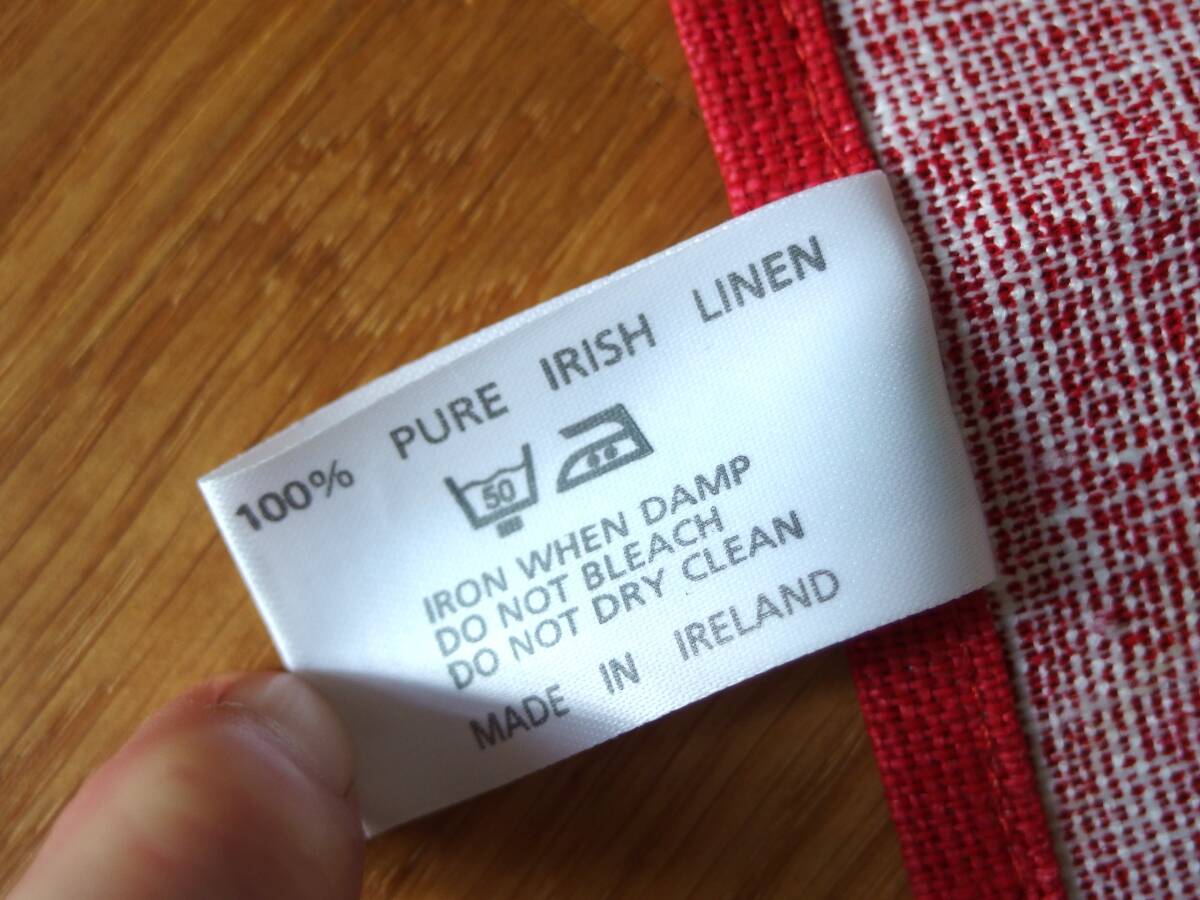 100% PURE IRISH LINEN
50
IRON WHEN DAMP
DO NOT BLEACH
DO NOT DRY CLEAN
MADE IN IRELAND